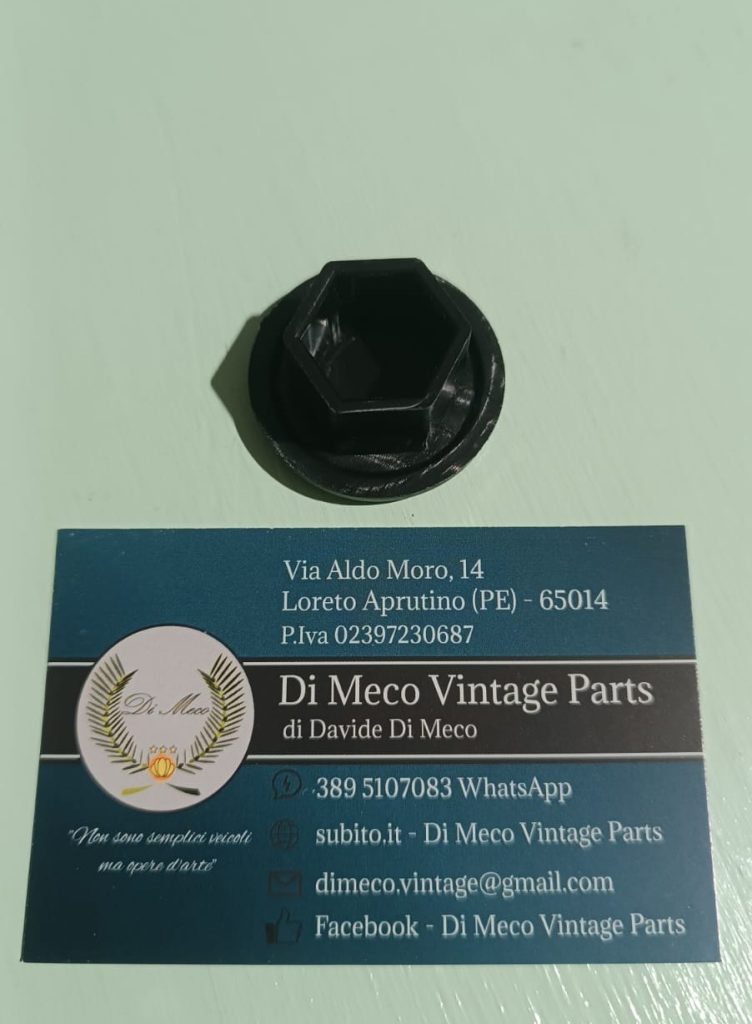 Via Aldo Moro, 14
Loreto Aprutino (PE) - 65014
P.Iva 02397230687
Di Meco Vintage Parts
di Davide Di Meco
Di Meco
"Non sono semplici veicoli
ma opere d'arte"
389 5107083 WhatsApp
subito.it - Di Meco Vintage Parts
dimeco.vintage@gmail.com
Facebook - Di Meco Vintage Parts